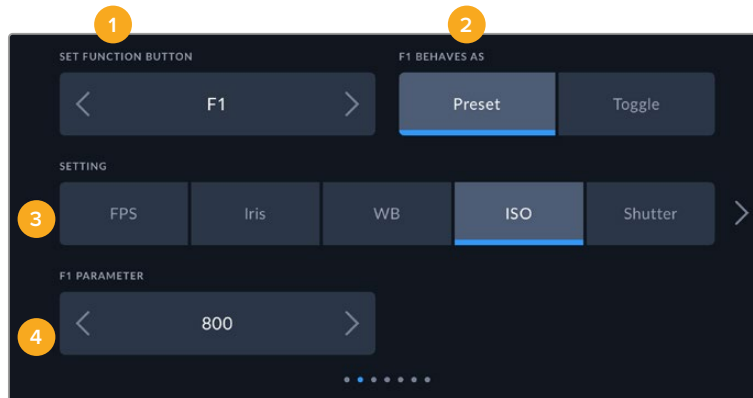 1 2
SET FUNCTION BUTTON F1 BEHAVES AS
F1 Preset Toggle
SETTING
3 FPS Iris WB ISO Shutter
F1 PARAMETER
4 800